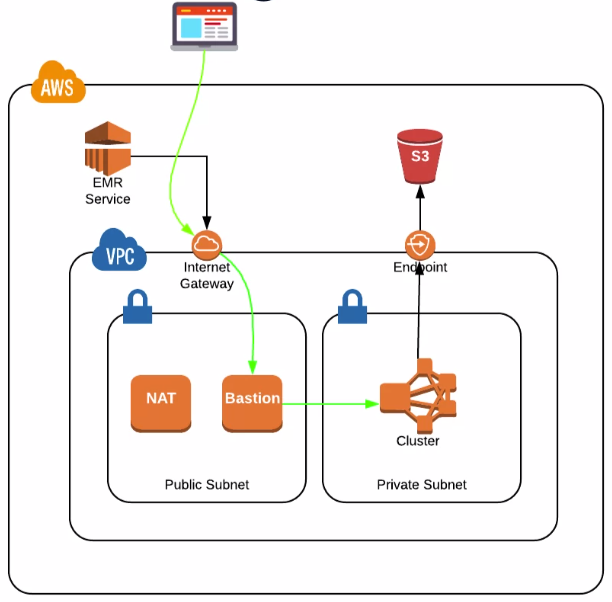 AWS
S3
EMR
Service
VPC
Internet
Gateway
Endpoint
NAT
Bastion
Cluster
Public Subnet
Private Subnet